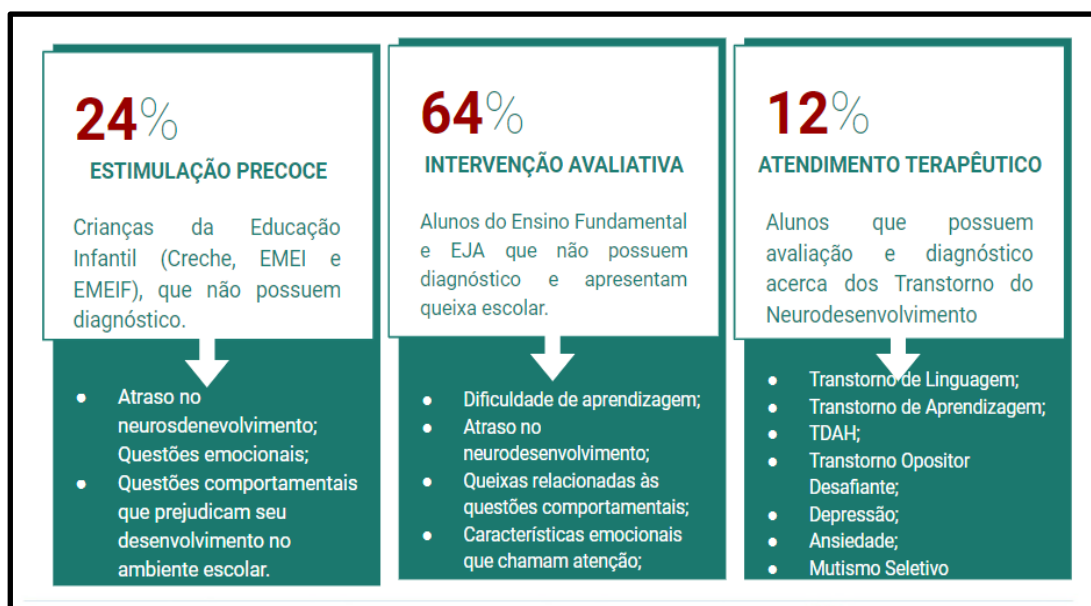 24%
ESTIMULAÇÃO PRECOCE
Crianças da Educação
Infantil (Creche, EMEI e
EMEIF), que não possuem
diagnóstico.
● Atraso no
neurosdenevolvimento;
Questões emocionais;
● Questões comportamentais
que prejudicam seu
desenvolvimento no
ambiente escolar.
64%
INTERVENÇÃO AVALIATIVA
Alunos do Ensino Fundamental
e EJA que não possuem
diagnóstico e apresentam
queixa escolar.
● Dificuldade de aprendizagem;
● Atraso no
neurodesenvolvimento;
● Queixas relacionadas às
questões comportamentais;
● Características emocionais
que chamam atenção;
12%
ATENDIMENTO TERAPÊUTICO
Alunos que possuem
avaliação e diagnóstico
acerca dos Transtorno do
Neurodesenvolvimento
● Transtorno de Linguagem;
● Transtorno de Aprendizagem;
● TDAH;
● Transtorno Opositor
Desafiante;
● Depressão;
● Ansiedade;
● Mutismo Seletivo